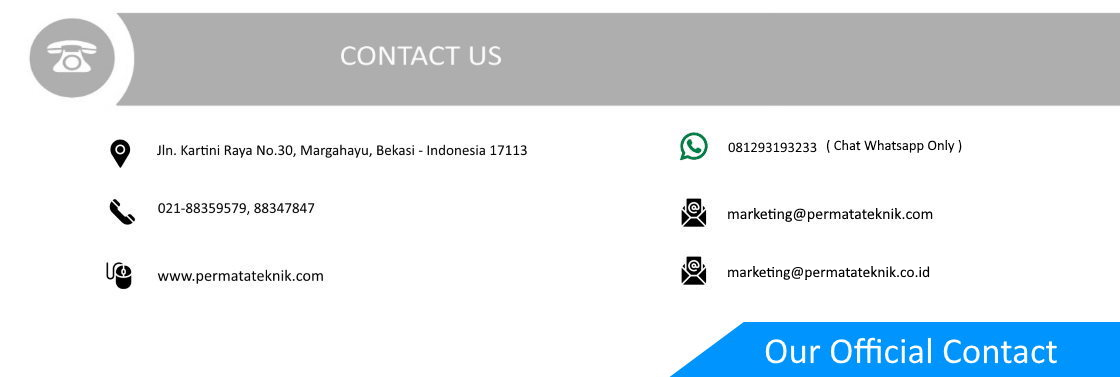 CONTACT US
Jln. Kartini Raya No.30, Margahayu, Bekasi - Indonesia 17113
021-88359579, 88347847
www.permatateknik.com
081293193233 ( Chat Whatsapp Only )
marketing@permatateknik.com
marketing@permatateknik.co.id
Our Official Contact